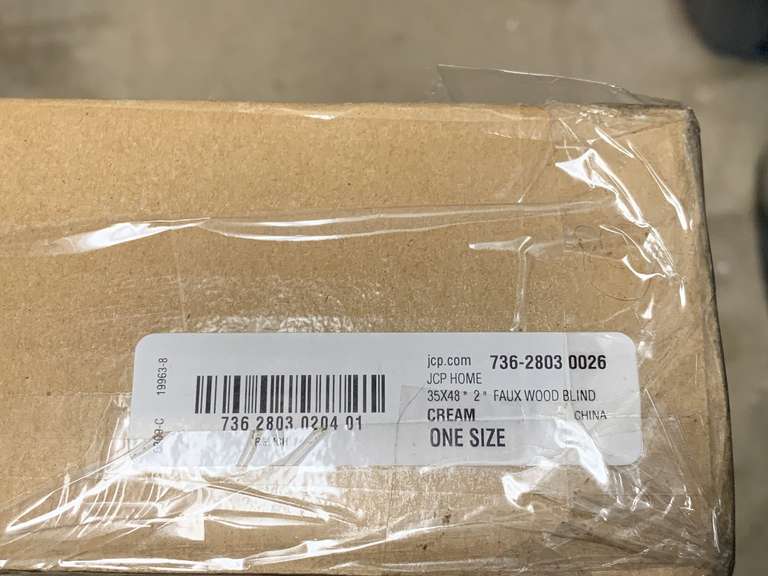 19963-8
736 2803 0204 01
jcp.com 736-2803 0026
JCP HOME
35X48" 2" FAUX WOOD BLIND
CREAM CHINA
ONE SIZE